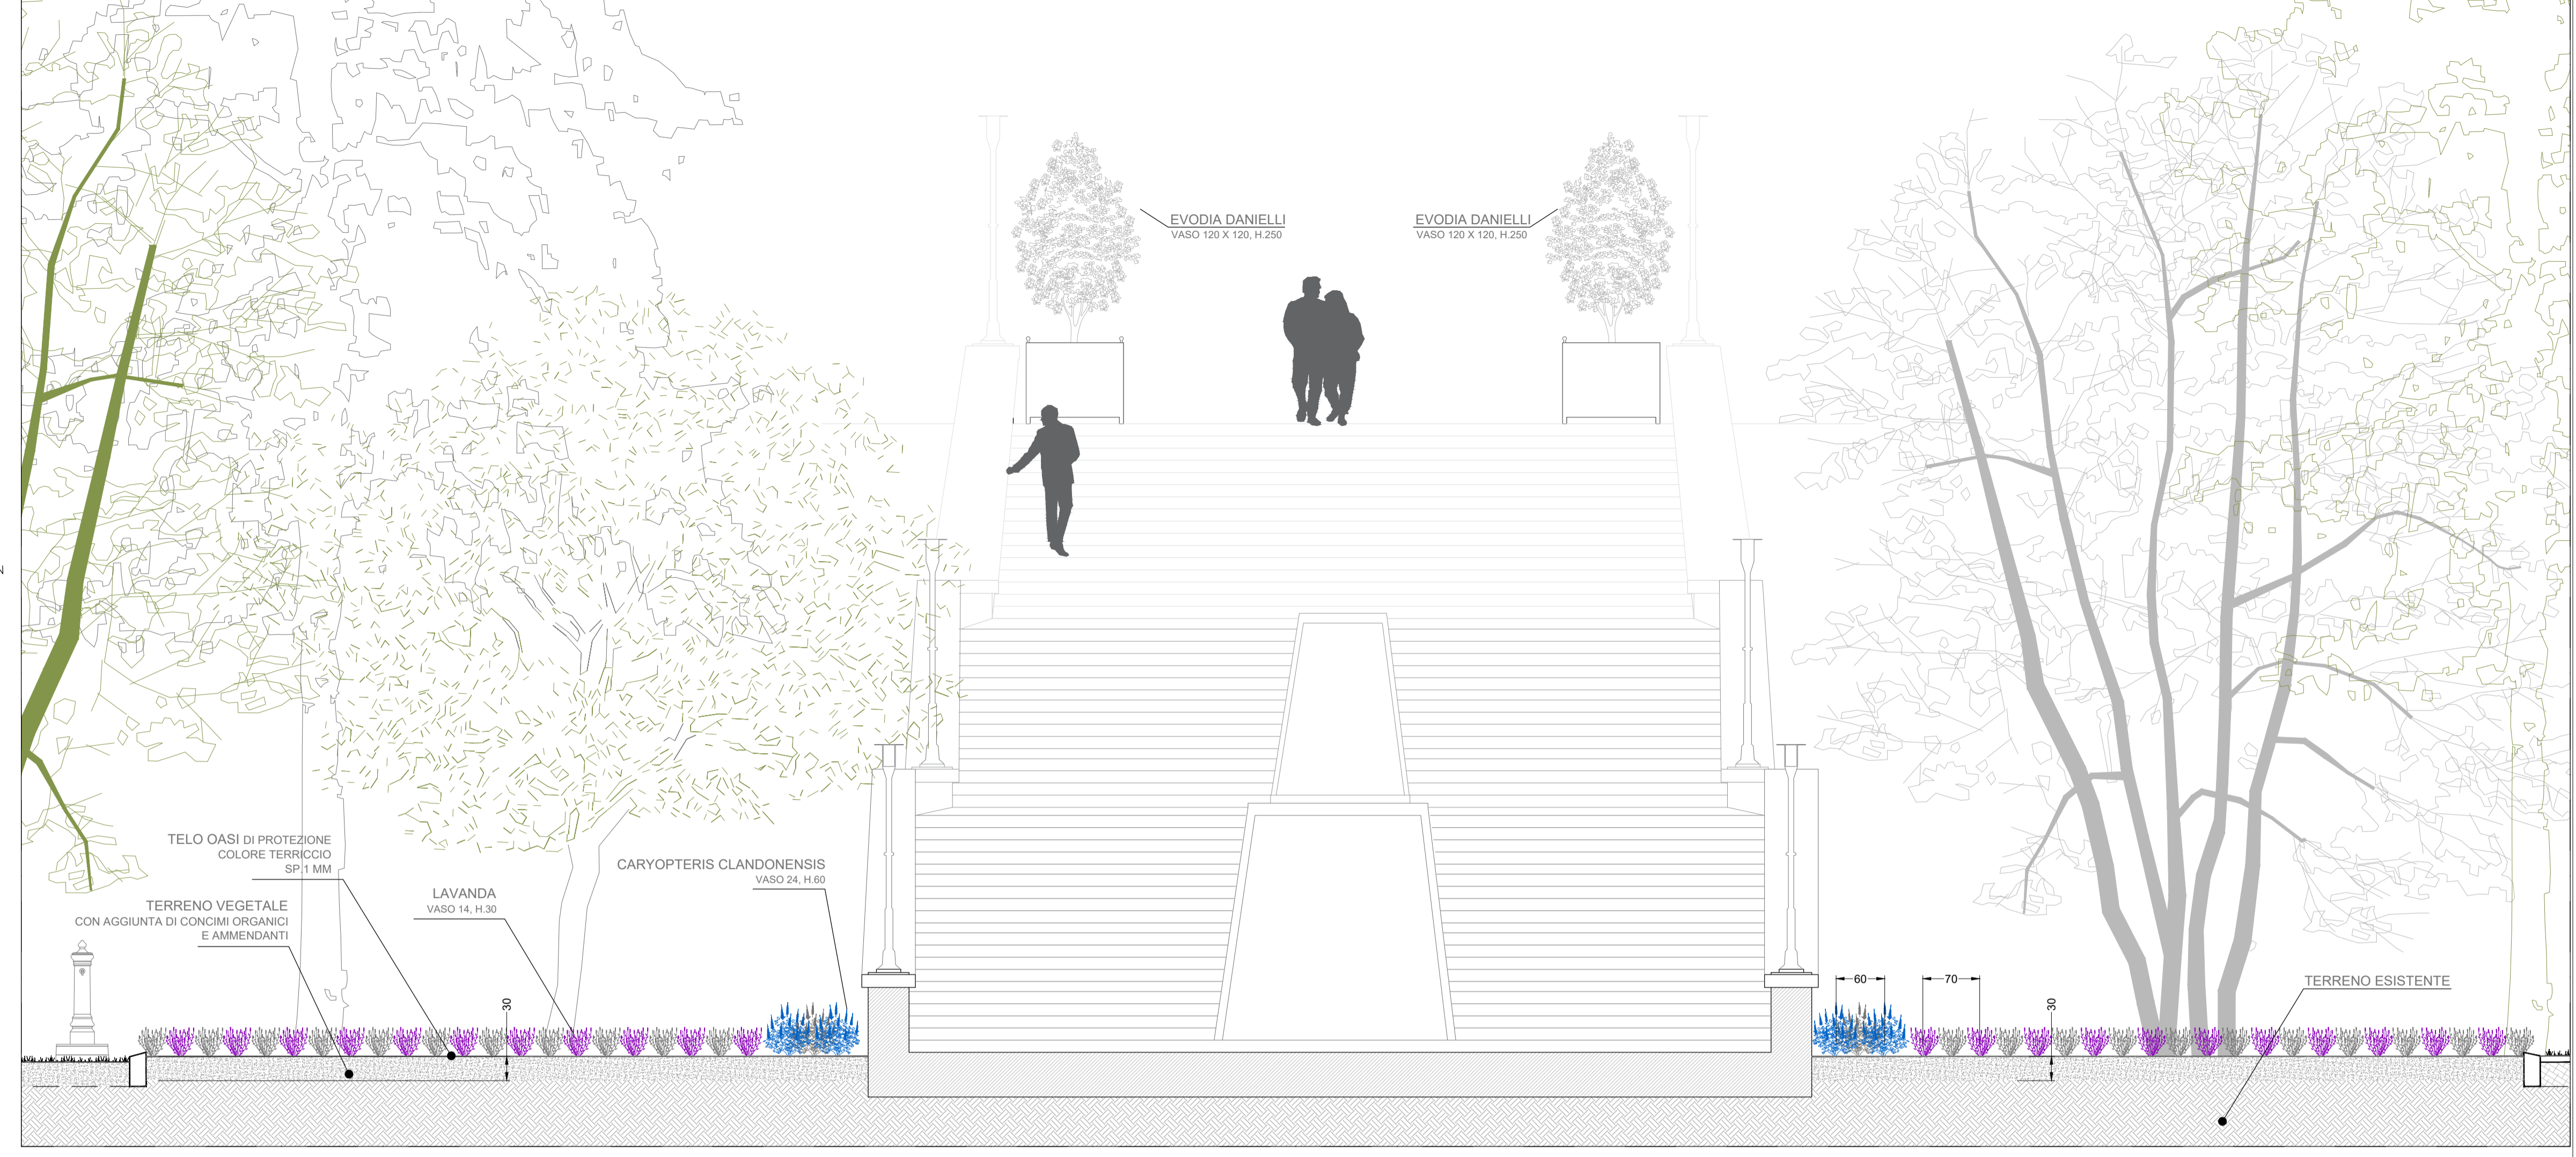 EVODIA DANIELLI
VASO 120 X 120, H.250
EVODIA DANIELLI
VASO 120 X 120, H.250
TELO OASI DI PROTEZIONE
COLORE TERRICCIO
SP.1 MM
TERRENO VEGETALE
CON AGGIUNTA DI CONCIMI ORGANICI
E AMMENDANTI
LAVANDA
VASO 14, H.30
CARYOPTERIS CLANDONENSIS
VASO 24, H.60
30
60
70
30
TERRENO ESISTENTE